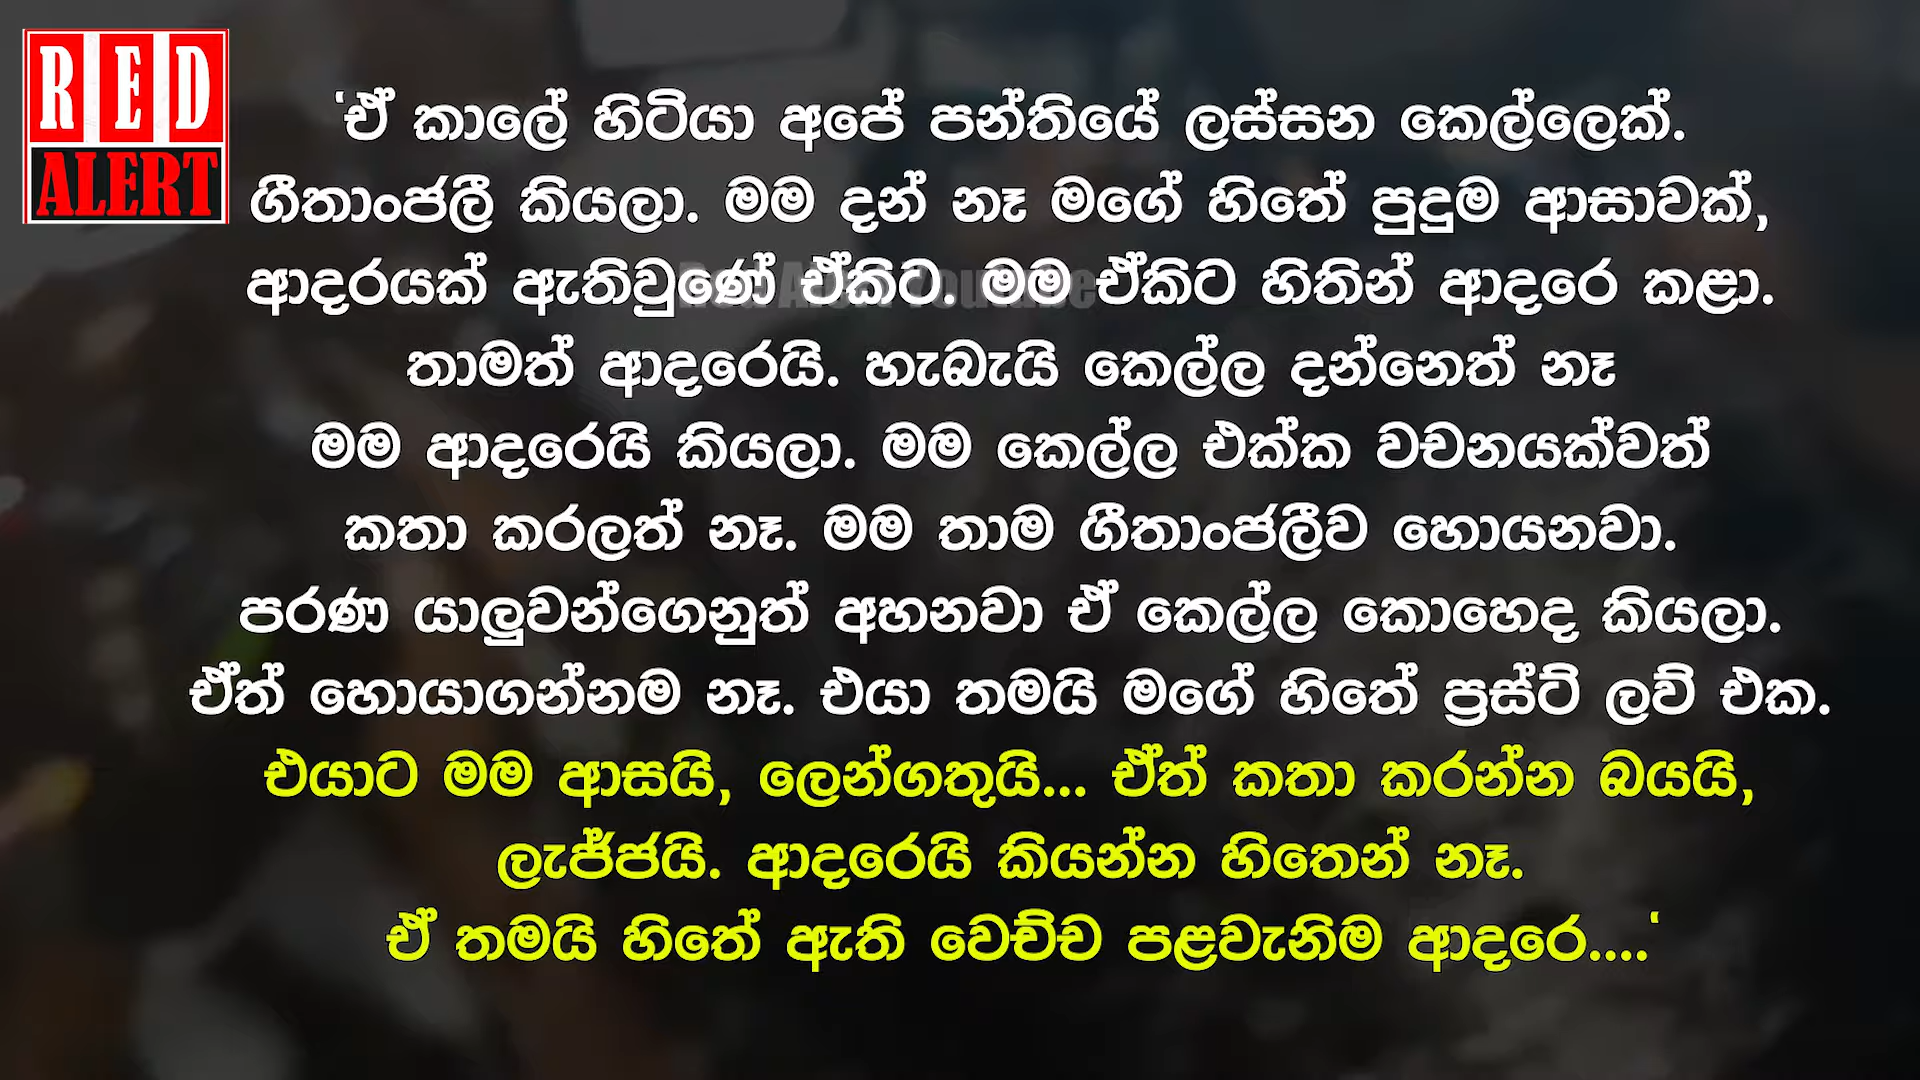 RED
ALERT
‘ඒ කාලේ හිටියා අපේ පන්තියේ ලස්සන කෙල්ලෙක්.
ගීතාංජලී කියලා. මම දන් නෑ මගේ හිතේ පුදුම ආසාවක්,
ආදරයක් ඇතිවුණේ ඒකිට. මම ඒකිට හිතින් ආදරෙ කළා.
Red Alert Youtube
තාමත් ආදරෙයි. හැබැයි කෙල්ල දන්නෙත් නෑ
මම ආදරෙයි කියලා. මම කෙල්ල එක්ක වචනයක්වත්
කතා කරලත් නෑ. මම තාම ගීතාංජලීව හොයනවා.
පරණ යාලුවන්ගෙනුත් අහනවා ඒ කෙල්ල කොහෙද කියලා.
ඒත් හොයාගන්නම නෑ. එයා තමයි මගේ හිතේ ප්‍රස්ට් ලව් එක.
එයාට මම ආසයි, ලෙන්ගතුයි... ඒත් කතා කරන්න බයයි,
ලැජ්ජයි. ආදරෙයි කියන්න හිතෙන් නෑ.
ඒ තමයි හිතේ ඇති වෙච්ච පළවැනිම ආදරෙ....‘